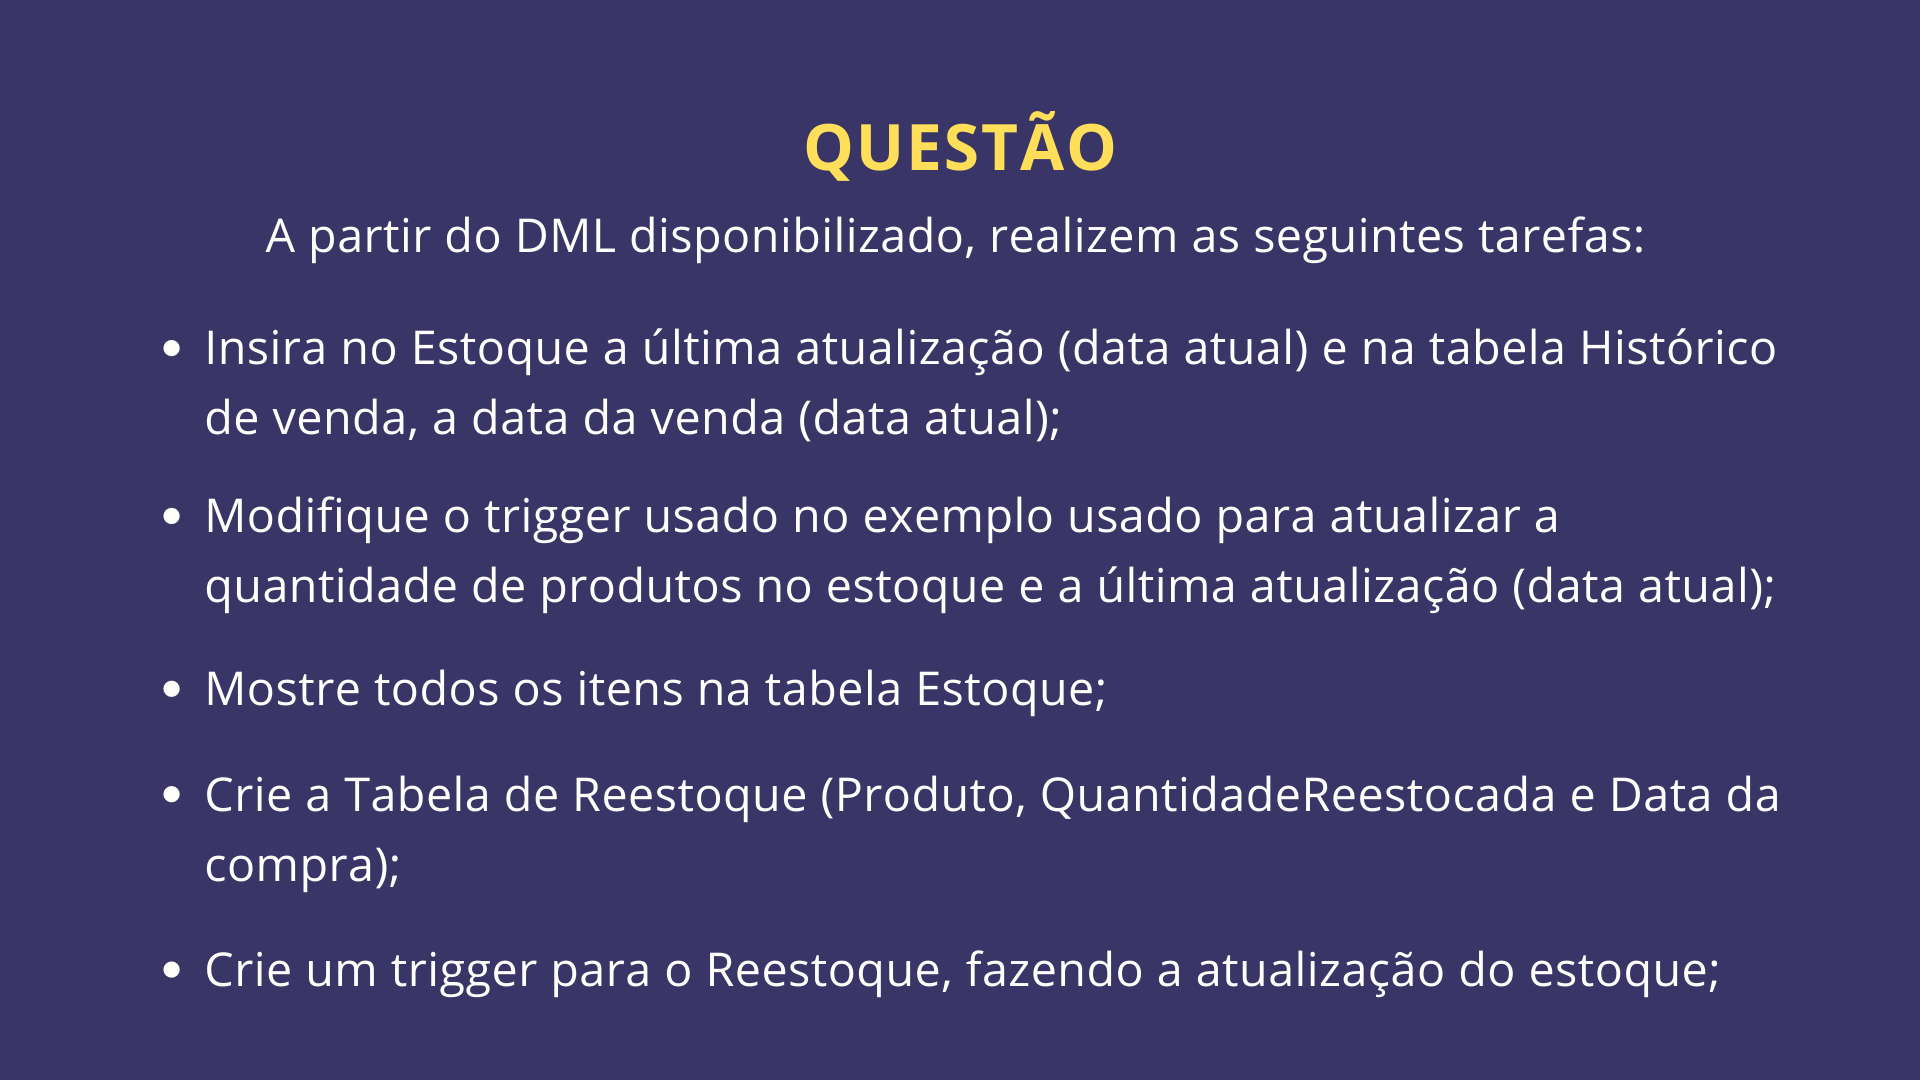 QUESTÃO
A partir do DML disponibilizado, realizem as seguintes tarefas:
• Insira no Estoque a última atualização (data atual) e na tabela Histórico
de venda, a data da venda (data atual);
• Modifique o trigger usado no exemplo usado para atualizar a
quantidade de produtos no estoque e a última atualização (data atual);
• Mostre todos os itens na tabela Estoque;
• Crie a Tabela de Reestoque (Produto, QuantidadeReestocada e Data da
compra);
• Crie um trigger para o Reestoque, fazendo a atualização do estoque;